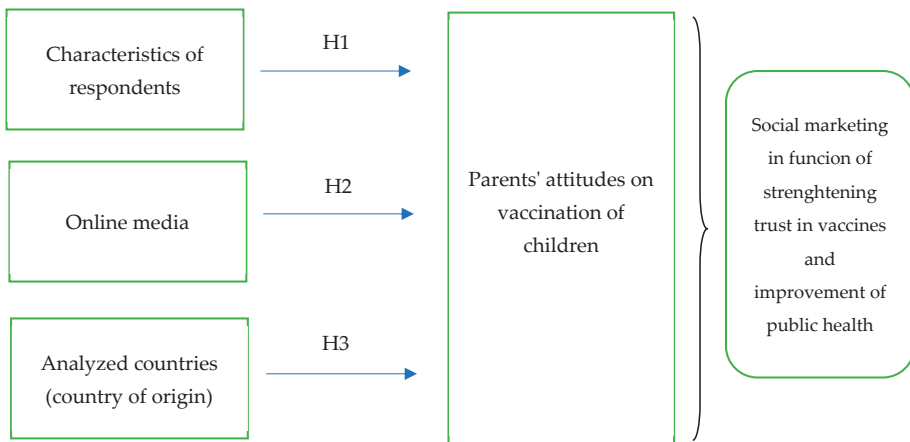 Characteristics of
respondents
H1
Online media
H2
Analyzed countries
(country of origin)
H3
Parents' attitudes on
vaccination of
children
Social marketing
in funcion of
strenghtening
trust in vaccines
and
improvement of
public health